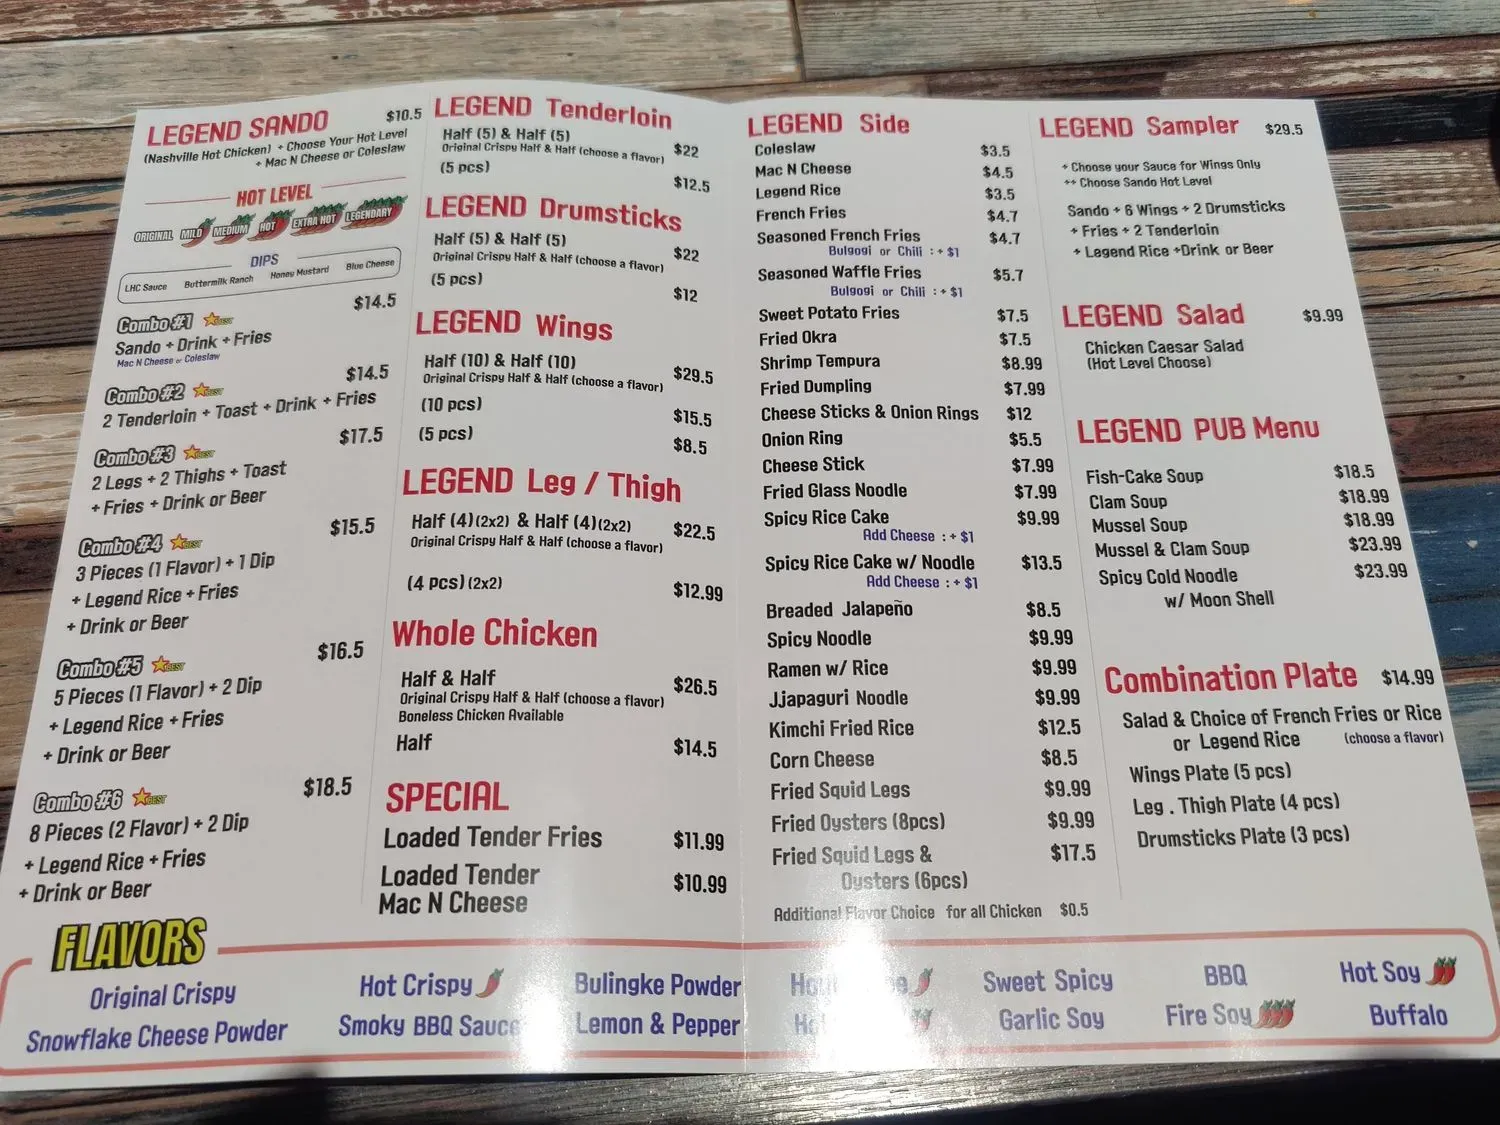 LEGEND SANDO $10.5
(Nashville Hot Chicken) + Choose Your Hot Level
+ Mac N Cheese or Coleslaw
HOT LEVEL
ORIGINAL MILD MEDIUM HOT EXTRA HOT LEGENDARY
DIPS
LHC Sauce Buttermilk Ranch Honey Mustard Blue Cheese
$14.5
Combo #1 BEST
Sando + Drink + Fries
Mac N Cheese or Coleslaw
$14.5
Combo #2 BEST
2 Tenderloin + Toast + Drink + Fries
$17.5
Combo #3 BEST
2 Legs + 2 Thighs + Toast
+ Fries + Drink or Beer
$15.5
Combo #4 BEST
3 Pieces (1 Flavor) + 1 Dip
+ Legend Rice + Fries
+ Drink or Beer
$16.5
Combo #5 BEST
5 Pieces (1 Flavor) + 2 Dip
+ Legend Rice + Fries
+ Drink or Beer
$18.5
Combo #6 BEST
8 Pieces (2 Flavor) + 2 Dip
+ Legend Rice + Fries
+ Drink or Beer
LEGEND Tenderloin
Half (5) & Half (5)
Original Crispy Half & Half (choose a flavor) $22
(5 pcs) $12.5
LEGEND Drumsticks
Half (5) & Half (5)
Original Crispy Half & Half (choose a flavor) $22
(5 pcs) $12
LEGEND Wings
Half (10) & Half (10)
Original Crispy Half & Half (choose a flavor) $29.5
(10 pcs) $15.5
(5 pcs) $8.5
LEGEND Leg / Thigh
Half (4)(2x2) & Half (4)(2x2) $22.5
Original Crispy Half & Half (choose a flavor)
(4 pcs) (2x2) $12.99
Whole Chicken
Half & Half $26.5
Original Crispy Half & Half (choose a flavor)
Boneless Chicken Available
Half $14.5
SPECIAL
Loaded Tender Fries $11.99
Loaded Tender $10.99
Mac N Cheese
LEGEND Side
Coleslaw $3.5
Mac N Cheese $4.5
Legend Rice $3.5
French Fries $4.7
Seasoned French Fries $4.7
Bulgogi or Chili : + $1
Seasoned Waffle Fries $5.7
Bulgogi or Chili : + $1
Sweet Potato Fries $7.5
Fried Okra $7.5
Shrimp Tempura $8.99
Fried Dumpling $7.99
Cheese Sticks & Onion Rings $12
Onion Ring $5.5
Cheese Stick $7.99
Fried Glass Noodle $7.99
Spicy Rice Cake $9.99
Add Cheese : + $1
Spicy Rice Cake w/ Noodle $13.5
Add Cheese : + $1
Breaded Jalapeño $8.5
Spicy Noodle $9.99
Ramen w/ Rice $9.99
Jjapaguri Noodle $9.99
Kimchi Fried Rice $12.5
Corn Cheese $8.5
Fried Squid Legs $9.99
Fried Oysters (8pcs) $9.99
Fried Squid Legs & $17.5
Oysters (6pcs)
Additional Flavor Choice for all Chicken $0.5
LEGEND Sampler $29.5
+ Choose your Sauce for Wings Only
++ Choose Sando Hot Level
Sando + 6 Wings + 2 Drumsticks
+ Fries + 2 Tenderloin
+ Legend Rice +Drink or Beer
LEGEND Salad $9.99
Chicken Caesar Salad
(Hot Level Choose)
LEGEND PUB Menu
Fish-Cake Soup $18.5
Clam Soup $18.99
Mussel Soup $18.99
Mussel & Clam Soup $23.99
Spicy Cold Noodle $23.99
w/ Moon Shell
Combination Plate $14.99
Salad & Choice of French Fries or Rice
or Legend Rice (choose a flavor)
Wings Plate (5 pcs)
Leg . Thigh Plate (4 pcs)
Drumsticks Plate (3 pcs)
FLAVORS
Original Crispy Hot Crispy Bulingke Powder Sweet Spicy BBQ Hot Soy
Snowflake Cheese Powder Smoky BBQ Sauce Lemon & Pepper Garlic Soy Fire Soy Buffalo